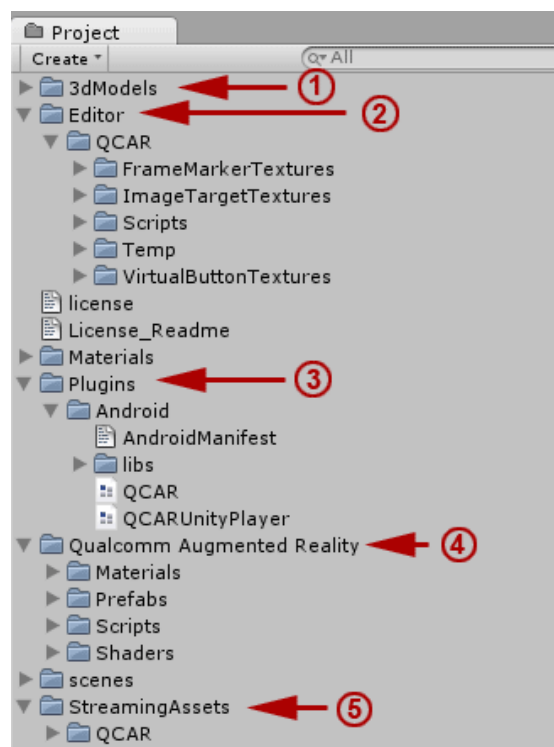 Project
Create All
3dModels 1
Editor 2
QCAR
FrameMarkerTextures
ImageTargetTextures
Scripts
Temp
VirtualButtonTextures
license
License_Readme
Materials
Plugins 3
Android
AndroidManifest
libs
QCAR
QCARUnityPlayer
Qualcomm Augmented Reality 4
Materials
Prefabs
Scripts
Shaders
scenes
StreamingAssets 5
QCAR